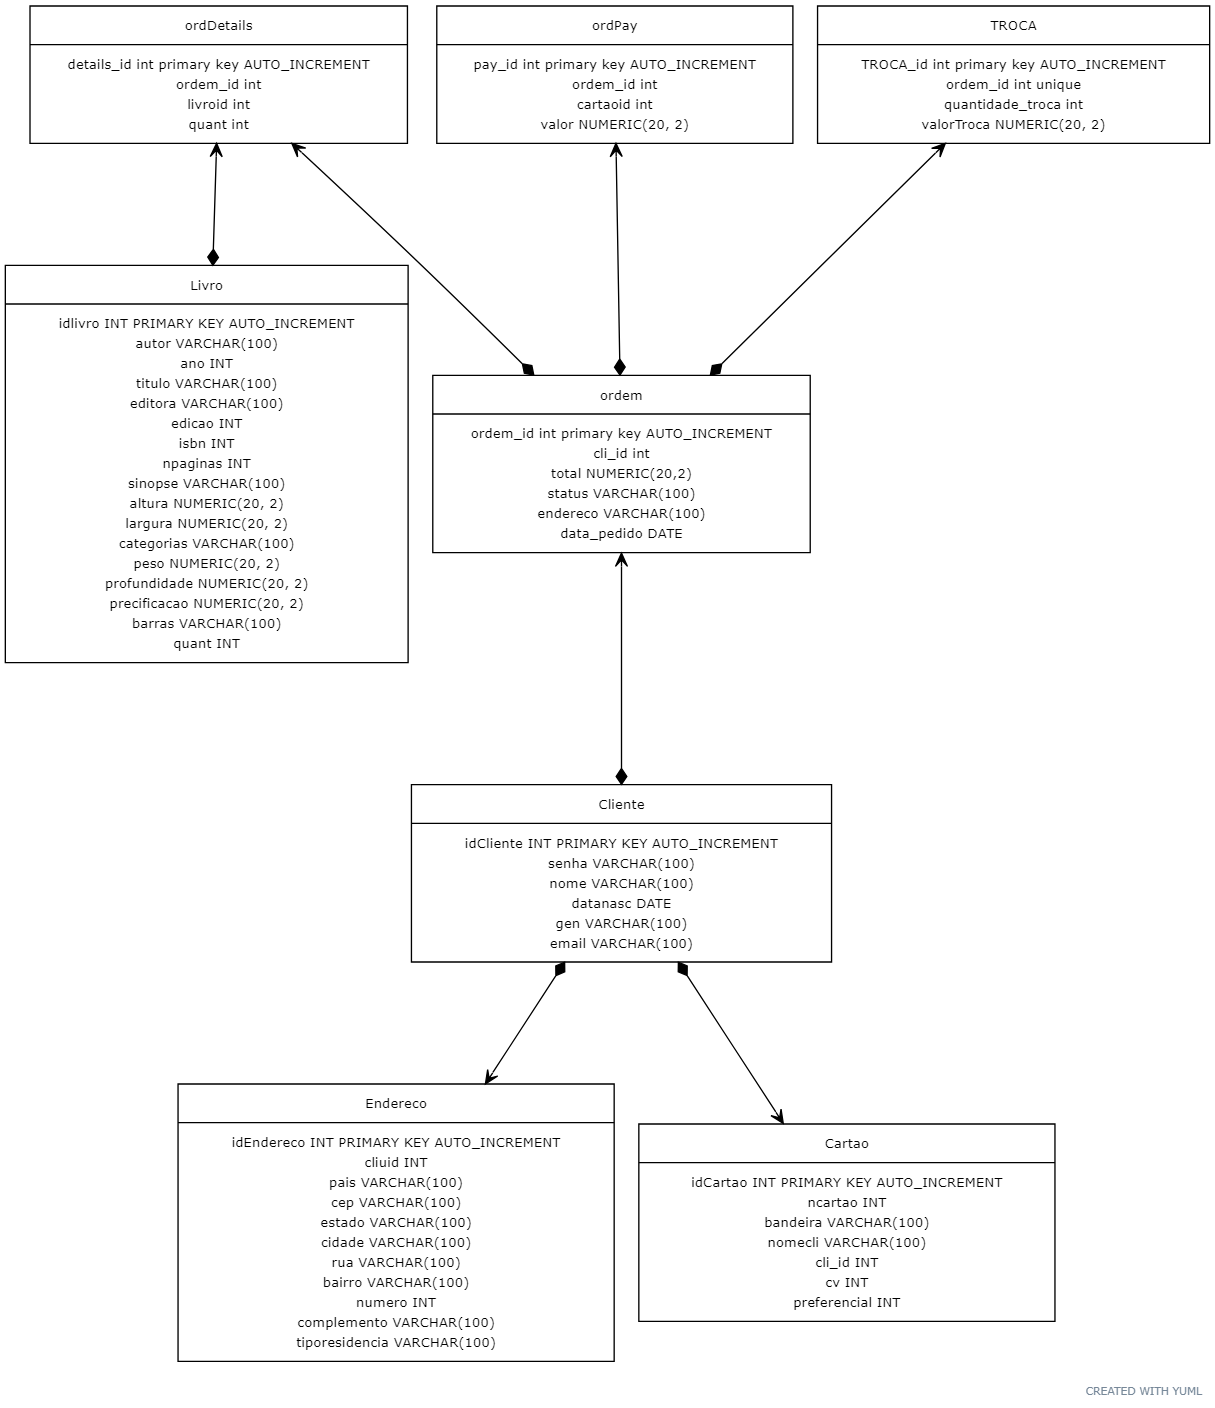 ordDetails
details_id int primary key AUTO_INCREMENT
ordem_id int
livroid int
quant int
ordPay
pay_id int primary key AUTO_INCREMENT
ordem_id int
cartaoid int
valor NUMERIC(20, 2)
TROCA
TROCA_id int primary key AUTO_INCREMENT
ordem_id int unique
quantidade_troca int
valorTroca NUMERIC(20, 2)
Livro
idlivro INT PRIMARY KEY AUTO_INCREMENT
autor VARCHAR(100)
ano INT
titulo VARCHAR(100)
editora VARCHAR(100)
edicao INT
isbn INT
npaginas INT
sinopse VARCHAR(100)
altura NUMERIC(20, 2)
largura NUMERIC(20, 2)
categorias VARCHAR(100)
peso NUMERIC(20, 2)
profundidade NUMERIC(20, 2)
precificacao NUMERIC(20, 2)
barras VARCHAR(100)
quant INT
ordem
ordem_id int primary key AUTO_INCREMENT
cli_id int
total NUMERIC(20,2)
status VARCHAR(100)
endereco VARCHAR(100)
data_pedido DATE
Cliente
idCliente INT PRIMARY KEY AUTO_INCREMENT
senha VARCHAR(100)
nome VARCHAR(100)
datanasc DATE
gen VARCHAR(100)
email VARCHAR(100)
Endereco
idEndereco INT PRIMARY KEY AUTO_INCREMENT
cliuid INT
pais VARCHAR(100)
cep VARCHAR(100)
estado VARCHAR(100)
cidade VARCHAR(100)
rua VARCHAR(100)
bairro VARCHAR(100)
numero INT
complemento VARCHAR(100)
tiporesidencia VARCHAR(100)
Cartao
idCartao INT PRIMARY KEY AUTO_INCREMENT
ncartao INT
bandeira VARCHAR(100)
nomecli VARCHAR(100)
cli_id INT
cv INT
preferencial INT
CREATED WITH YUML